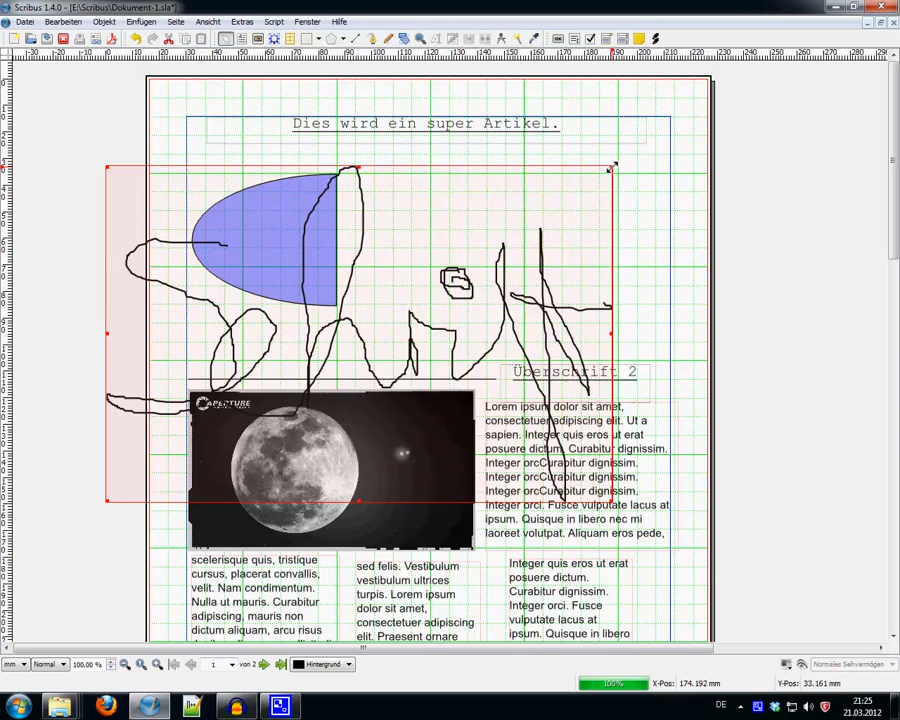 Scribus 1.4.0 - [E:\Scribus\Dokument-1.sla*]
Datei Bearbeiten Objekt Einfügen Seite Ansicht Extras Script Fenster Hilfe
Dies wird ein super Artikel.
Überschrift 2
APERTURE
Lorem ipsum dolor sit amet,
consectetuer adipiscing elit. Ut a
sapien. Integer quis eros ut erat
posuere dictum. Curabitur dignissim.
Integer orcCurabitur dignissim.
Integer orcCurabitur dignissim.
Integer orcCurabitur dignissim.
Integer orci. Fusce vulputate lacus at
ipsum. Quisque in libero nec mi
laoreet volutpat. Aliquam eros pede,
scelerisque quis, tristique
cursus, placerat convallis,
velit. Nam condimentum.
Nulla ut mauris. Curabitur
adipiscing, mauris non
dictum aliquam, arcu risus
sed felis. Vestibulum
vestibulum ultrices
turpis. Lorem ipsum
dolor sit amet,
consectetuer adipiscing
elit. Praesent ornare
Integer quis eros ut erat
posuere dictum.
Curabitur dignissim.
Integer orci. Fusce
vulputate lacus at
ipsum. Quisque in libero
mm Normal 100,00 % 1 von 2 Hintergrund Normales Sehvermögen
100% X-Pos: 174.192 mm Y-Pos: 33.161 mm
DE 21:25
21.03.2012